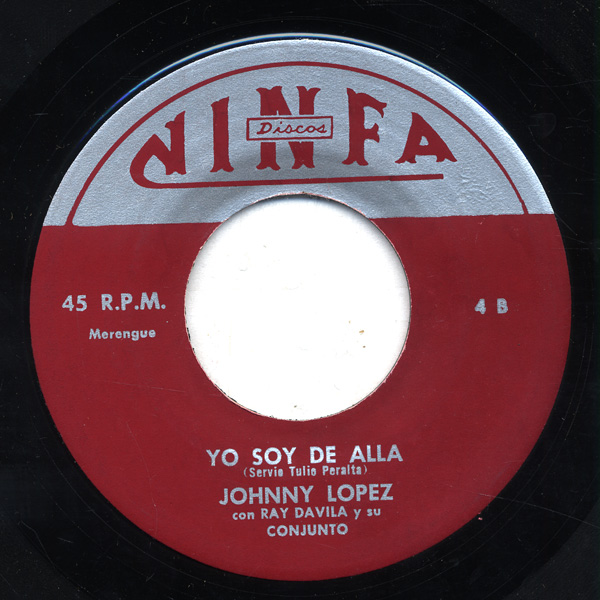 NINFA
Discos
45 R.P.M.
4 B
Merengue
YO SOY DE ALLA
(Servio Tulio Peralta)
JOHNNY LOPEZ
con RAY DAVILA y su
CONJUNTO